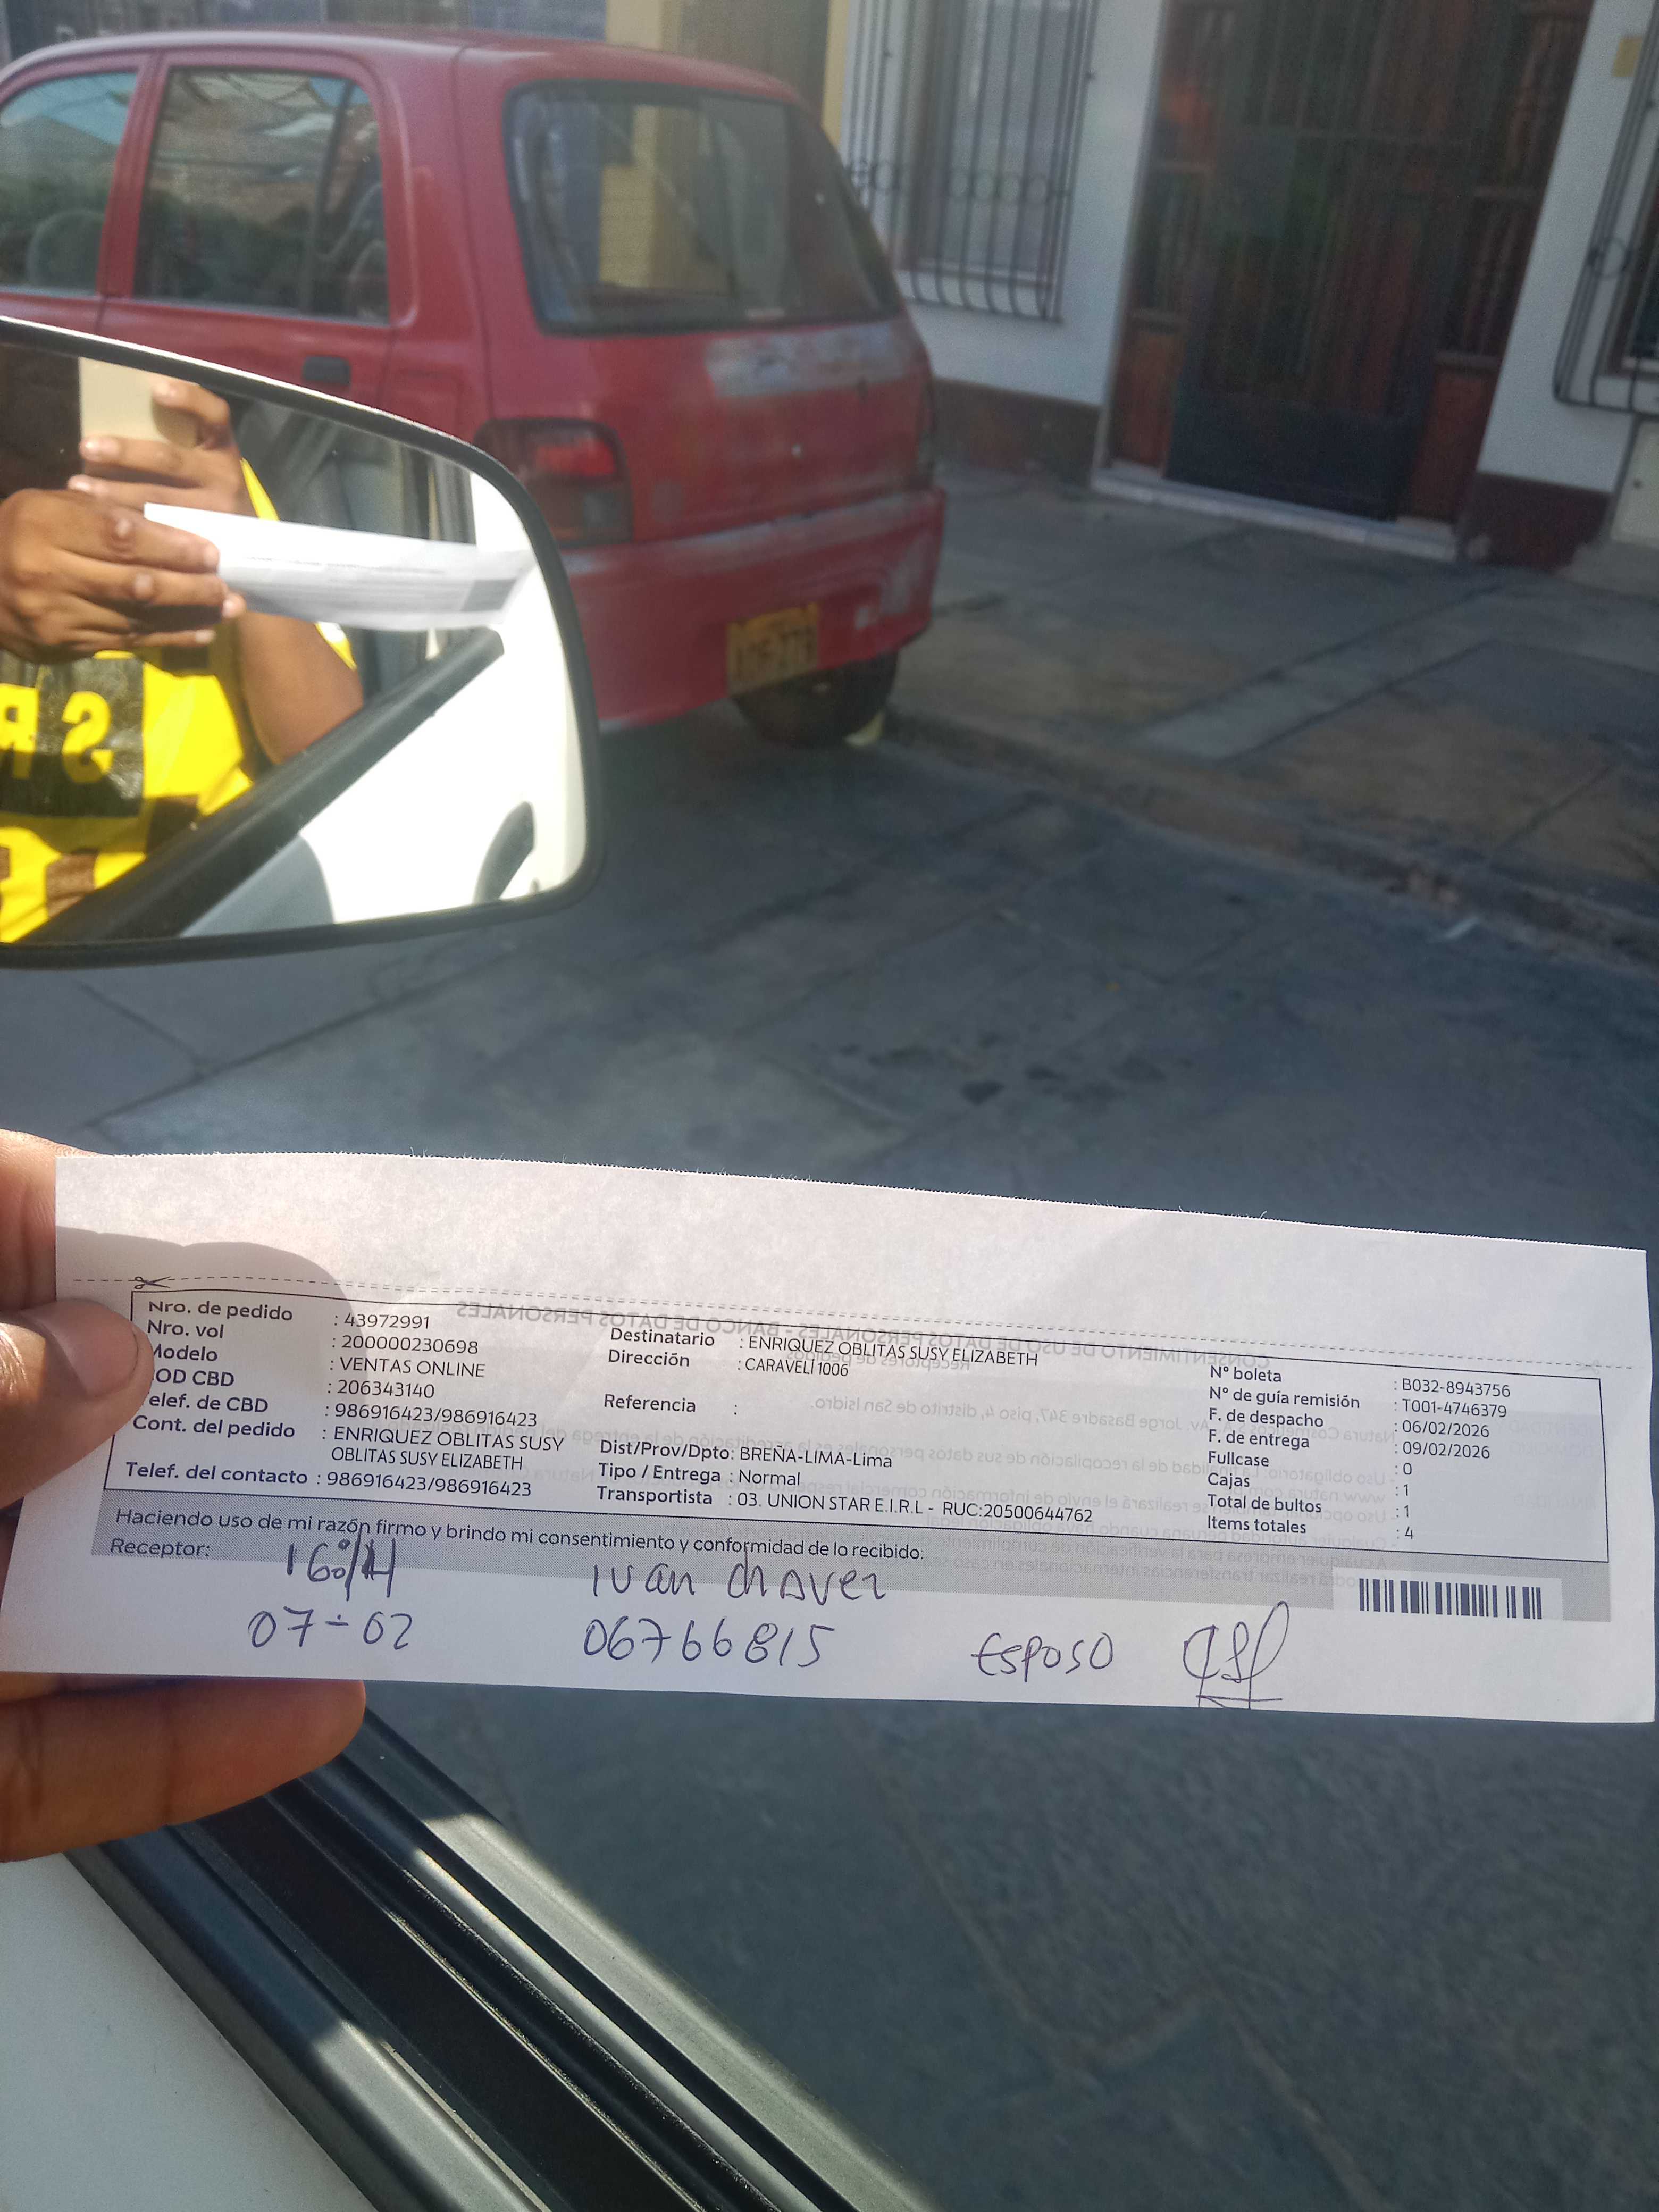 Nro. de pedido : 43972991
Nro. vol : 200000230698
Modelo : VENTAS ONLINE
OD CBD : 206343140
elef. de CBD : 986916423/986916423
Cont. del pedido : ENRIQUEZ OBLITAS SUSY
OBLITAS SUSY ELIZABETH
Telef. del contacto : 986916423/986916423
Destinatario : ENRIQUEZ OBLITAS SUSY ELIZABETH
Dirección : CARAVELI 1006
Referencia :
Dist/Prov/Dpto: BREÑA-LIMA-Lima
Tipo / Entrega : Normal
Transportista : 03. UNION STAR E.I.R.L - RUC:20500644762
N° boleta : B032-8943756
N° de guía remisión : T001-4746379
F. de despacho : 06/02/2026
F. de entrega : 09/02/2026
Fullcase : 0
Cajas : 1
Total de bultos : 1
Items totales : 4
Haciendo uso de mi razón firmo y brindo mi consentimiento y conformidad de lo recibido:
Receptor:
Ivan chavez
07-02 06766815 Esposo